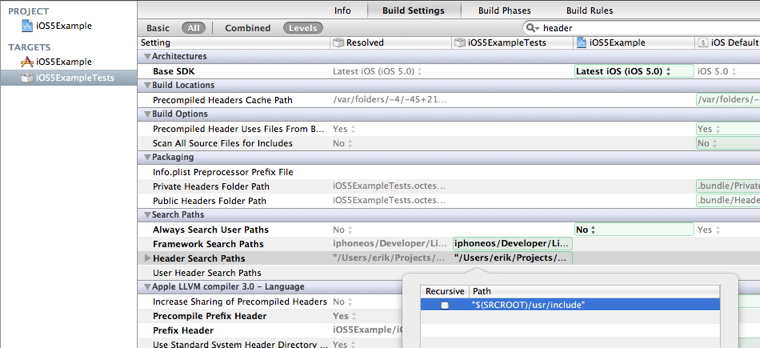 PROJECT
iOS5Example
TARGETS
iOS5Example
iOS5ExampleTests
Info Build Settings Build Phases Build Rules
Basic All Combined Levels header
Setting Resolved iOS5ExampleTests iOS5Example iOS Default
Architectures
Base SDK Latest iOS (iOS 5.0) Latest iOS (iOS 5.0) iOS 5.0
Build Locations
Precompiled Headers Cache Path /var/folders/-4/-4S+21... /var/folders/-
Build Options
Precompiled Header Uses Files From B... Yes Yes
Scan All Source Files for Includes No No
Packaging
Info.plist Preprocessor Prefix File
Private Headers Folder Path iOS5ExampleTests.octes... .bundle/Private
Public Headers Folder Path iOS5ExampleTests.octes... .bundle/Heade
Search Paths
Always Search User Paths No No Yes
Framework Search Paths iphoneos/Developer/Li... iphoneos/Developer/Li...
Header Search Paths "/Users/erik/Projects/... "/Users/erik/Projects/...
User Header Search Paths
Apple LLVM compiler 3.0 - Language
Increase Sharing of Precompiled Headers No
Precompile Prefix Header Yes
Prefix Header iOS5Example/iO
Use Standard System Header Directory ... Yes
Recursive Path
"$(SRCROOT)/usr/include"